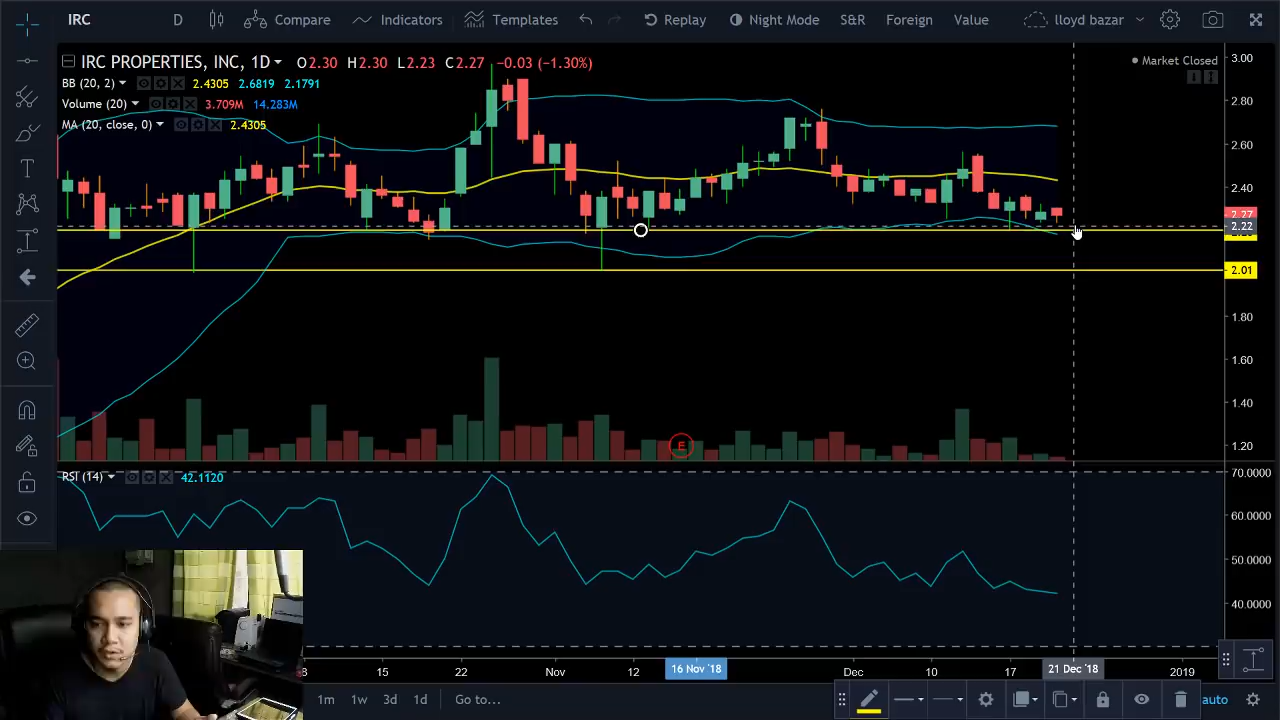 IRC D Compare Indicators Templates Replay Night Mode S&R Foreign Value lloyd bazar
IRC PROPERTIES, INC, 1D O2.30 H2.30 L2.23 C2.27 -0.03 (-1.30%)
Market Closed
BB (20, 2) 2.4305 2.6819 2.1791
Volume (20) 3.709M 14.283M
MA (20, close, 0) 2.4305
3.00
2.80
2.60
2.40
2.27
2.22
2.01
1.80
1.60
1.40
1.20
E
RSI (14) 42.1120
70.0000
60.0000
50.0000
40.0000
8 15 22 Nov 12 16 Nov '18 Dec 10 17 21 Dec '18 2019
1m 1w 3d 1d Go to... auto